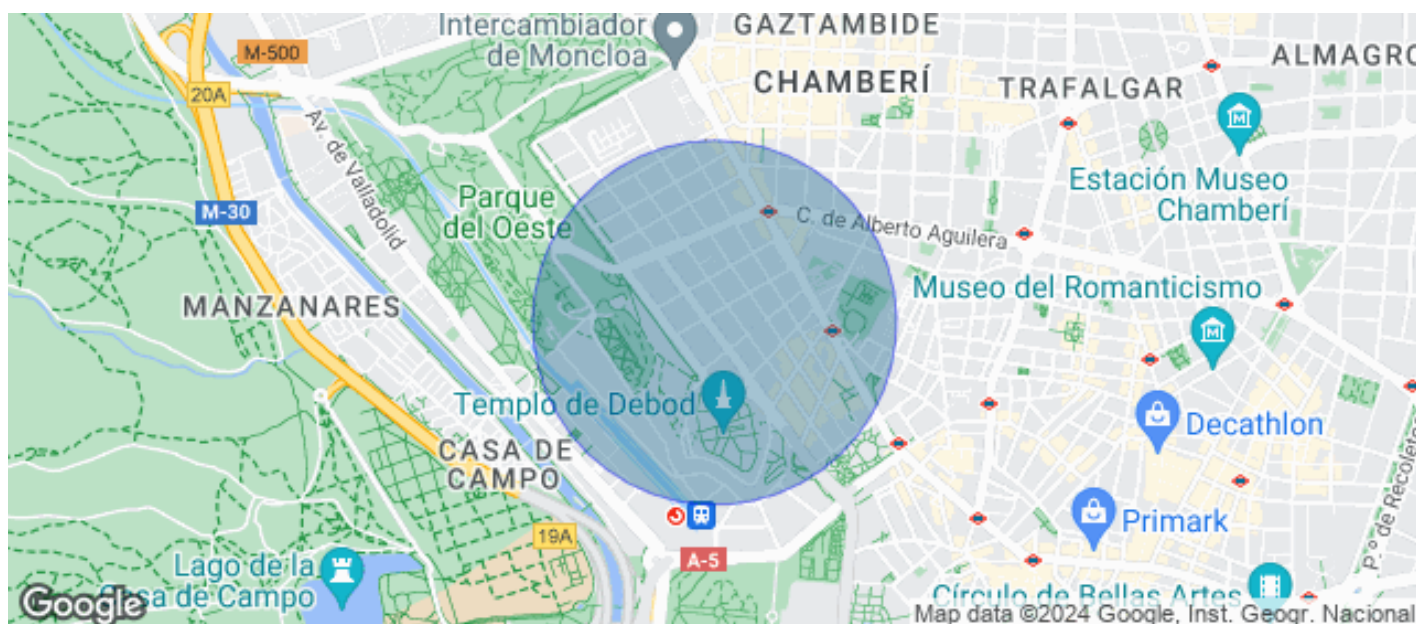 Intercambiador
de Moncloa
GAZTAMBIDE
ALMAGRO
M-500
20A
CHAMBERÍ
TRAFALGAR
Av. de Valladolid
Estación Museo
Chamberí
Parque
del Oeste
M-30
C. de Alberto Aguilera
MANZANARES
Museo del Romanticismo
Templo de Debod
Decathlon
CASA DE
CAMPO
P.º de Recoletos
Primark
19A
A-5
Lago de la
Casa de Campo
Círculo de Bellas Artes
Google
Map data ©2024 Google, Inst. Geogr. Nacional